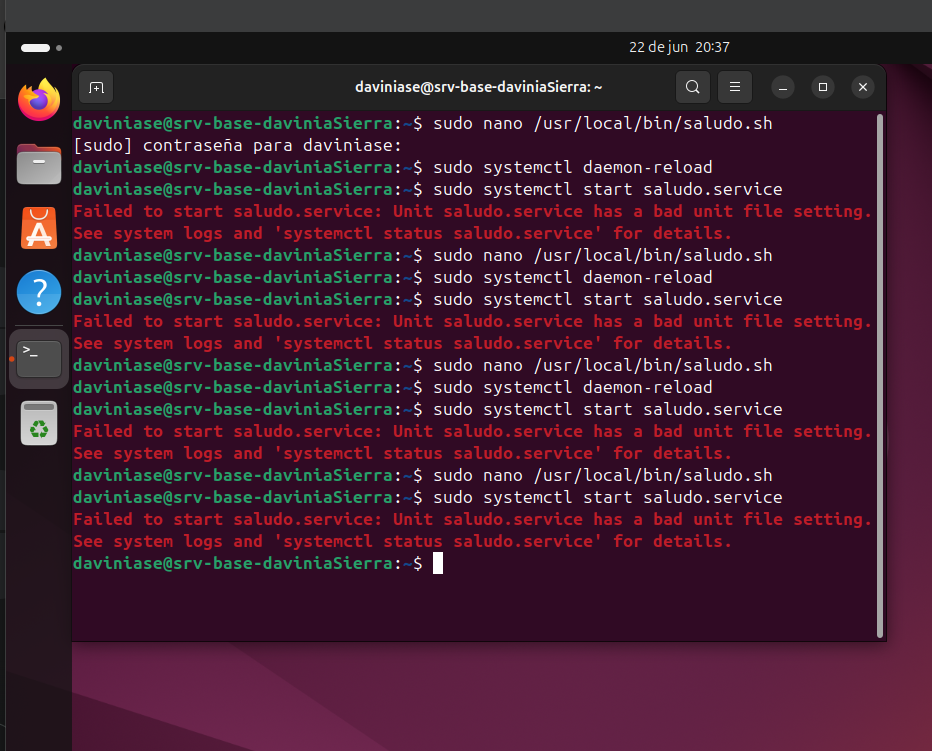 22 de jun 20:37
daviniase@srv-base-daviniaSierra: ~
daviniase@srv-base-daviniaSierra:~$ sudo nano /usr/local/bin/saludo.sh
[sudo] contraseña para daviniase:
daviniase@srv-base-daviniaSierra:~$ sudo systemctl daemon-reload
daviniase@srv-base-daviniaSierra:~$ sudo systemctl start saludo.service
Failed to start saludo.service: Unit saludo.service has a bad unit file setting.
See system logs and 'systemctl status saludo.service' for details.
daviniase@srv-base-daviniaSierra:~$ sudo nano /usr/local/bin/saludo.sh
daviniase@srv-base-daviniaSierra:~$ sudo systemctl daemon-reload
daviniase@srv-base-daviniaSierra:~$ sudo systemctl start saludo.service
Failed to start saludo.service: Unit saludo.service has a bad unit file setting.
See system logs and 'systemctl status saludo.service' for details.
daviniase@srv-base-daviniaSierra:~$ sudo nano /usr/local/bin/saludo.sh
daviniase@srv-base-daviniaSierra:~$ sudo systemctl daemon-reload
daviniase@srv-base-daviniaSierra:~$ sudo systemctl start saludo.service
Failed to start saludo.service: Unit saludo.service has a bad unit file setting.
See system logs and 'systemctl status saludo.service' for details.
daviniase@srv-base-daviniaSierra:~$ sudo nano /usr/local/bin/saludo.sh
daviniase@srv-base-daviniaSierra:~$ sudo systemctl start saludo.service
Failed to start saludo.service: Unit saludo.service has a bad unit file setting.
See system logs and 'systemctl status saludo.service' for details.
daviniase@srv-base-daviniaSierra:~$